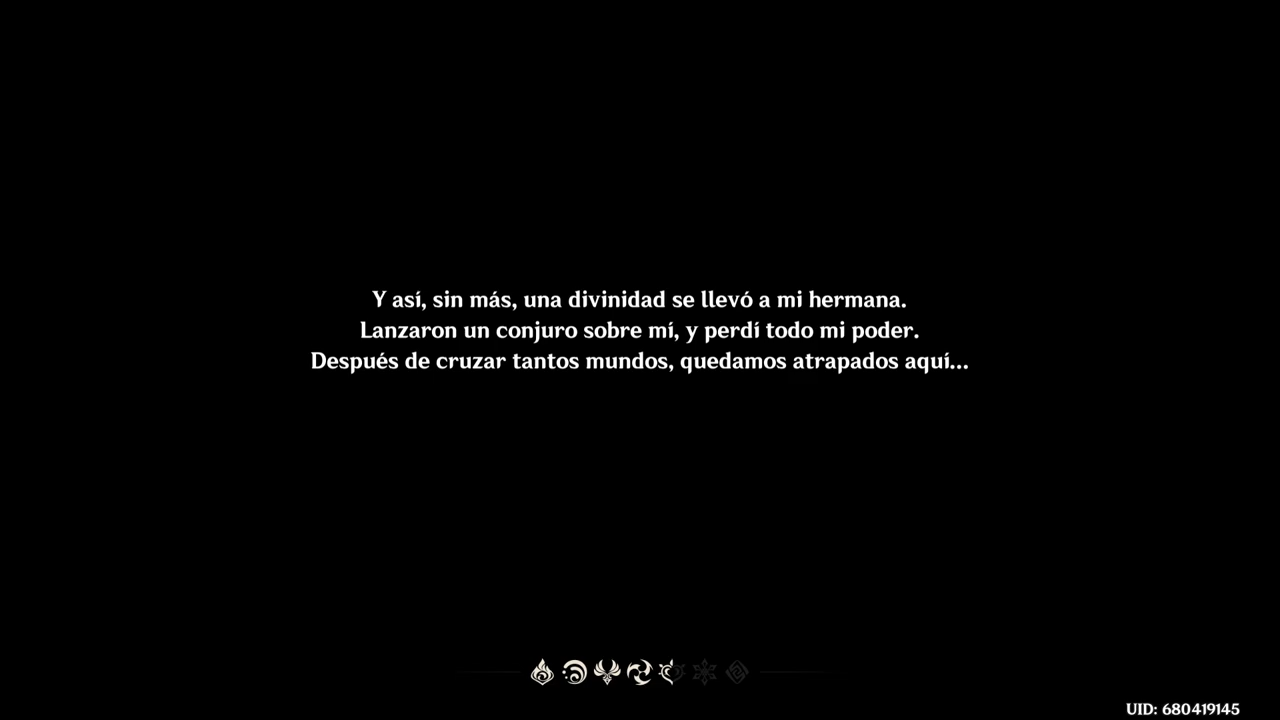 Y así, sin más, una divinidad se llevó a mi hermana.
Lanzaron un conjuro sobre mí, y perdí todo mi poder.
Después de cruzar tantos mundos, quedamos atrapados aquí...
UID: 680419145